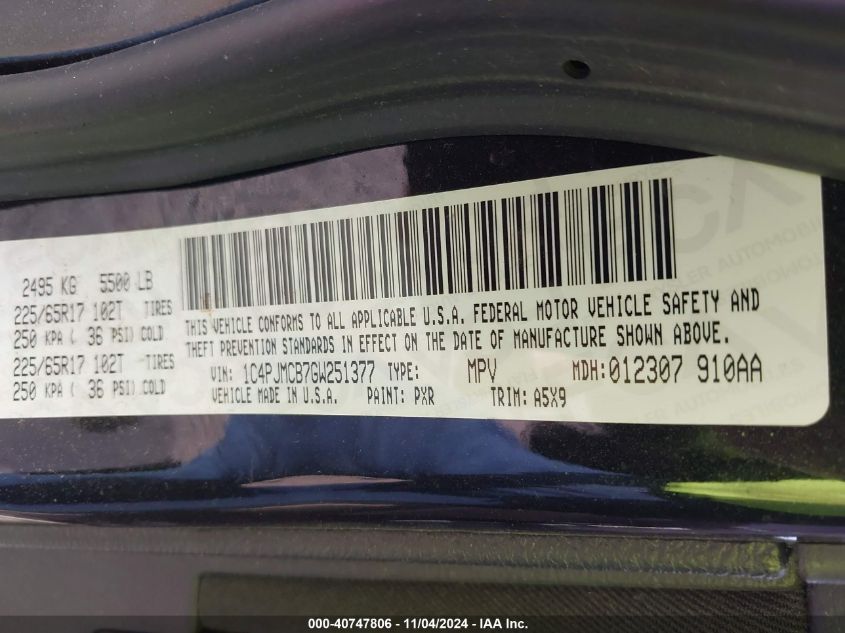 2495 KG 5500 LB
225/65R17 102T TIRES
250 KPA ( 36 PSI) COLD
225/65R17 102T TIRES
250 KPA ( 36 PSI) COLD
THIS VEHICLE CONFORMS TO ALL APPLICABLE U.S.A. FEDERAL MOTOR VEHICLE SAFETY AND
THEFT PREVENTION STANDARDS IN EFFECT ON THE DATE OF MANUFACTURE SHOWN ABOVE.
VIN: 1C4PJMCB7GW251377 TYPE: MPV MDH:012307 910AA
VEHICLE MADE IN U.S.A. PAINT: PXR TRIM: A5X9
000-40747806 - 11/04/2024 - IAA Inc.